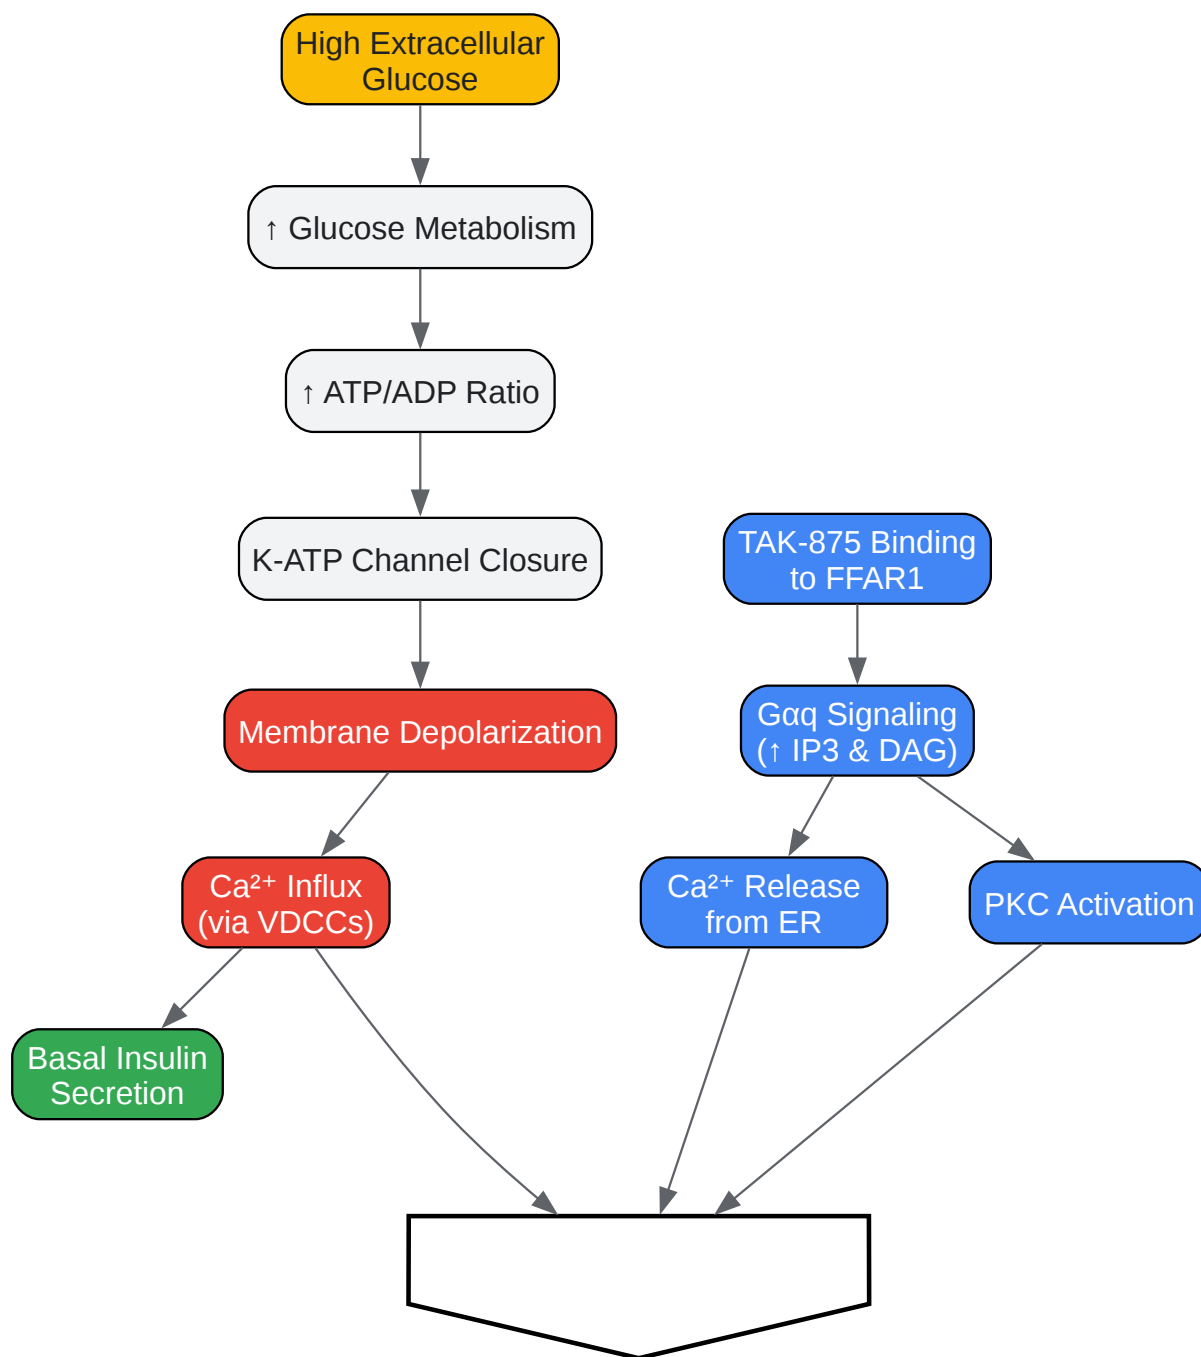 High Extracellular
Glucose
↑ Glucose Metabolism
↑ ATP/ADP Ratio
K-ATP Channel Closure
TAK-875 Binding
to FFAR1
Membrane Depolarization
Gαq Signaling
(↑ IP3 & DAG)
Ca²⁺ Influx
(via VDCCs)
Ca²⁺ Release
from ER
PKC Activation
Basal Insulin
Secretion